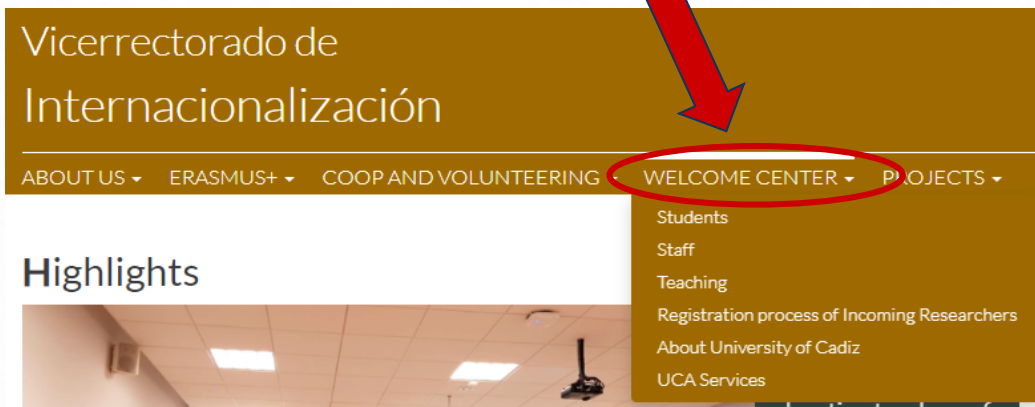 Vicerrectorado de
Internacionalización
ABOUT US ERASMUS+ COOP AND VOLUNTEERING WELCOME CENTER PROJECTS
Students
Staff
Teaching
Registration process of Incoming Researchers
About University of Cadiz
UCA Services
Highlights